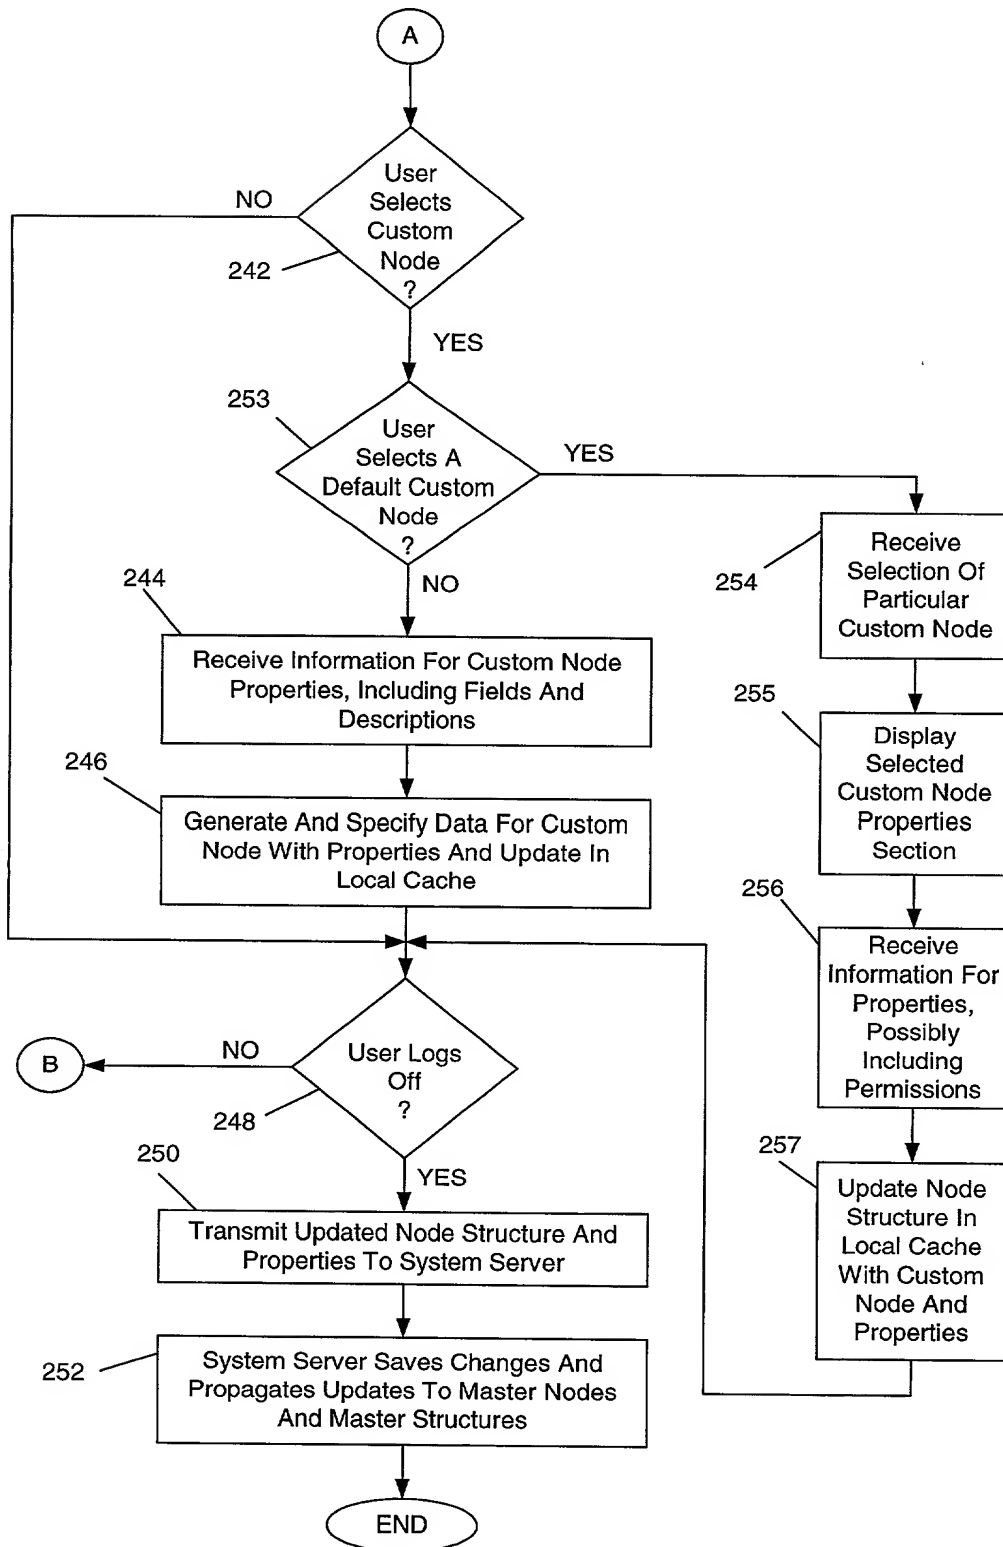 A
User
Selects
Custom
Node
?
NO
242
YES
253
User
Selects A
Default Custom
Node
?
YES
NO
254
Receive
Selection Of
Particular
Custom Node
244
Receive Information For Custom Node
Properties, Including Fields And
Descriptions
255
Display
Selected
Custom Node
Properties
Section
246
Generate And Specify Data For Custom
Node With Properties And Update In
Local Cache
256
Receive
Information For
Properties,
Possibly
Including
Permissions
B
NO
User Logs
Off
?
248
YES
257
Update Node
Structure In
Local Cache
With Custom
Node And
Properties
250
Transmit Updated Node Structure And
Properties To System Server
252
System Server Saves Changes And
Propagates Updates To Master Nodes
And Master Structures
END